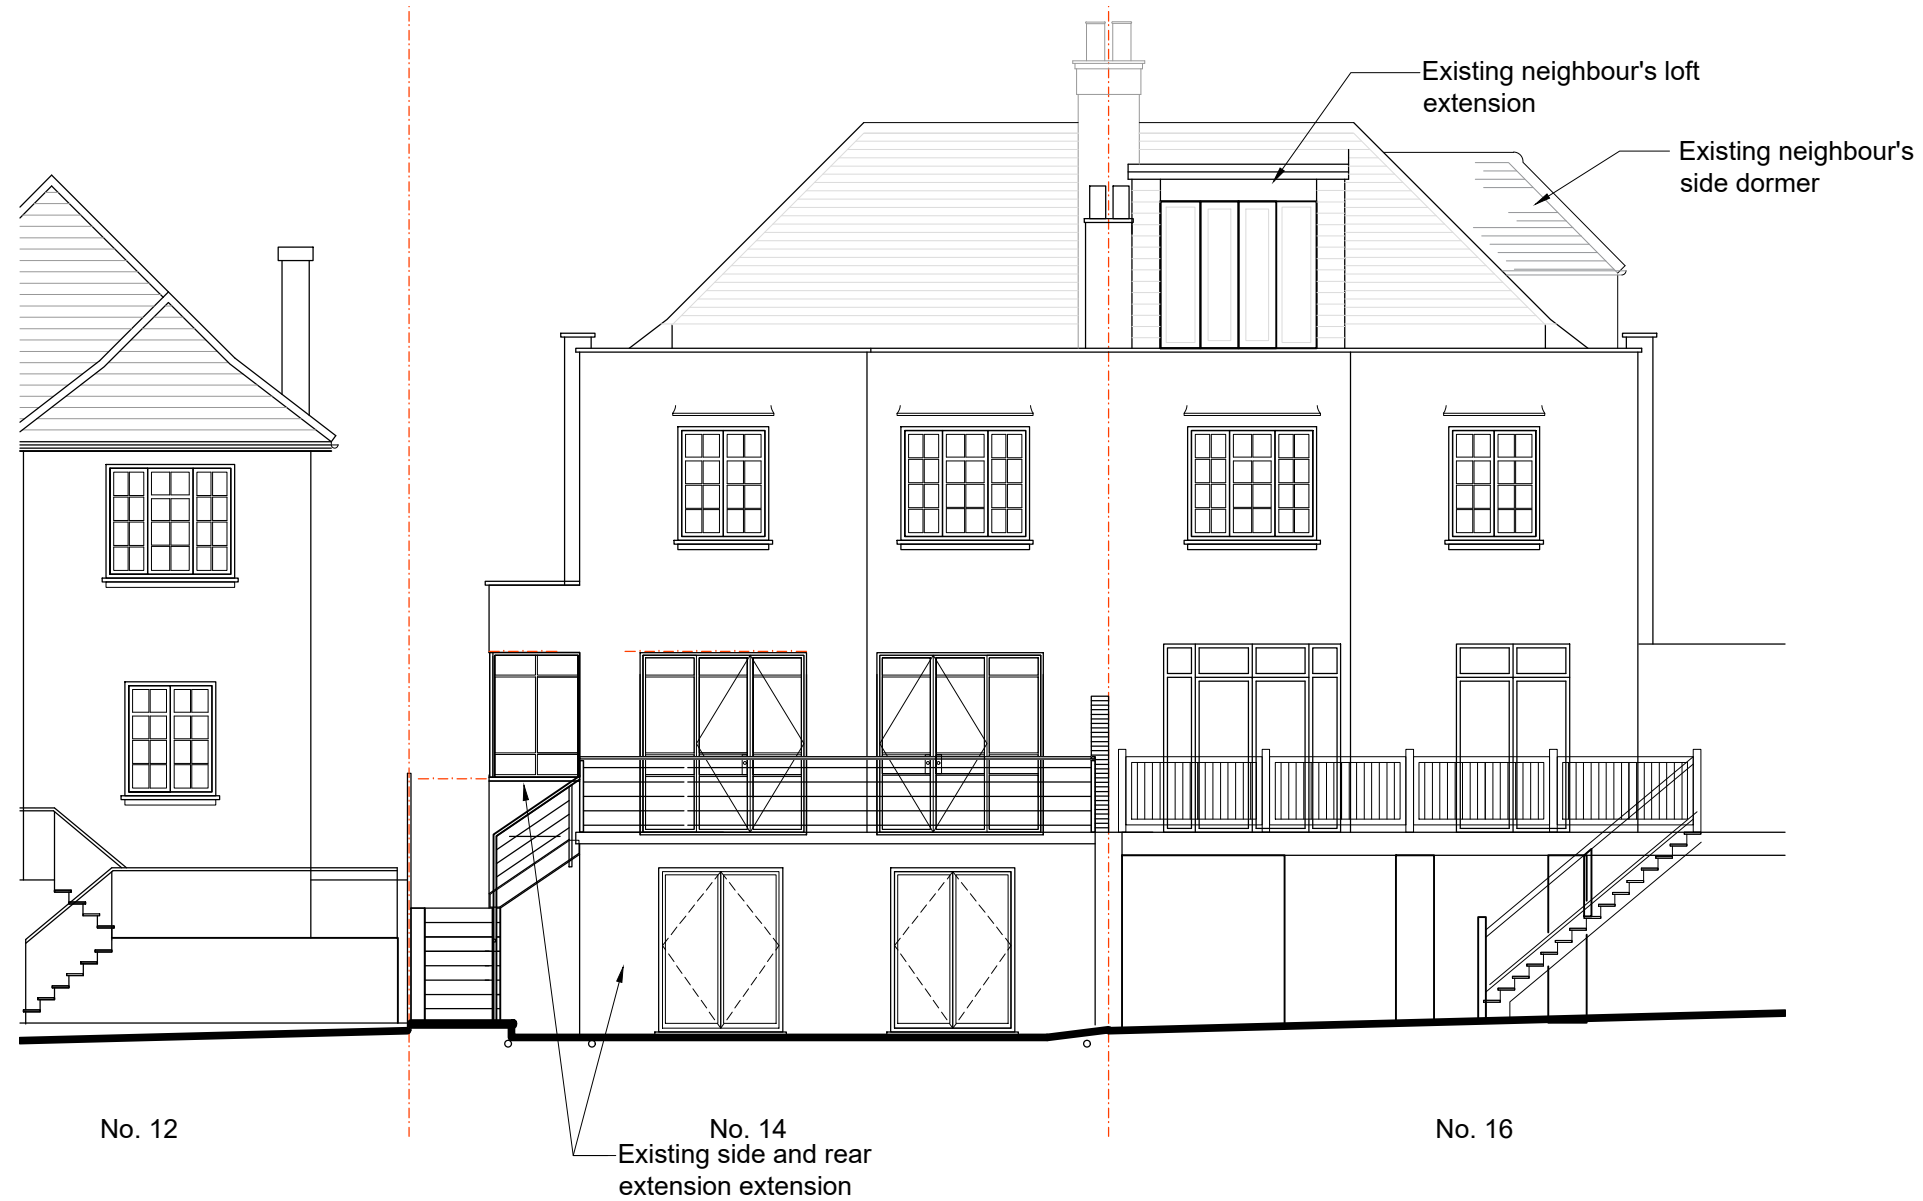 Existing neighbour's loft
extension
Existing neighbour's
side dormer
No. 12
No. 14
No. 16
Existing side and rear
extension extension